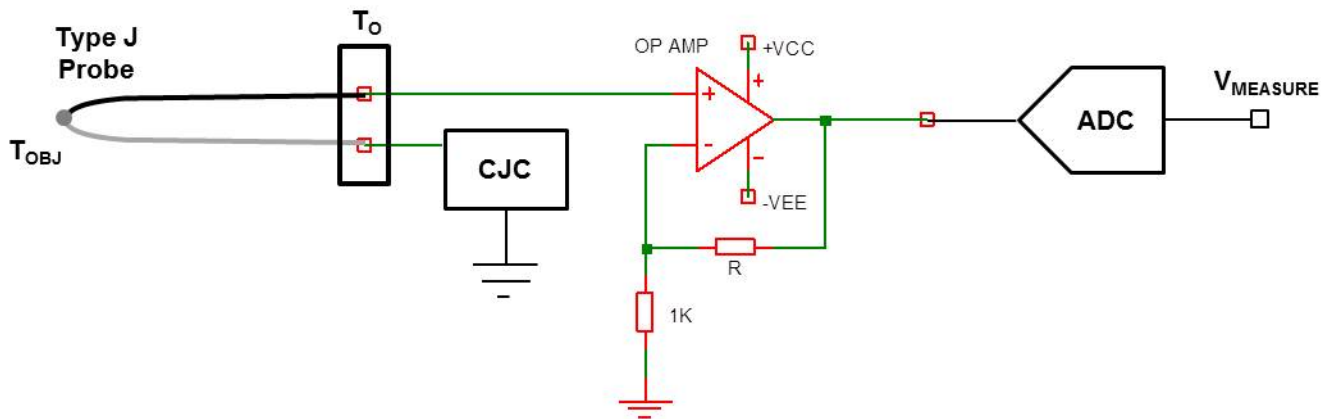 Type J
Probe
T_O
OP AMP
+VCC
+
+
-
-
-VEE
ADC
V_MEASURE
T_OBJ
CJC
R
1K